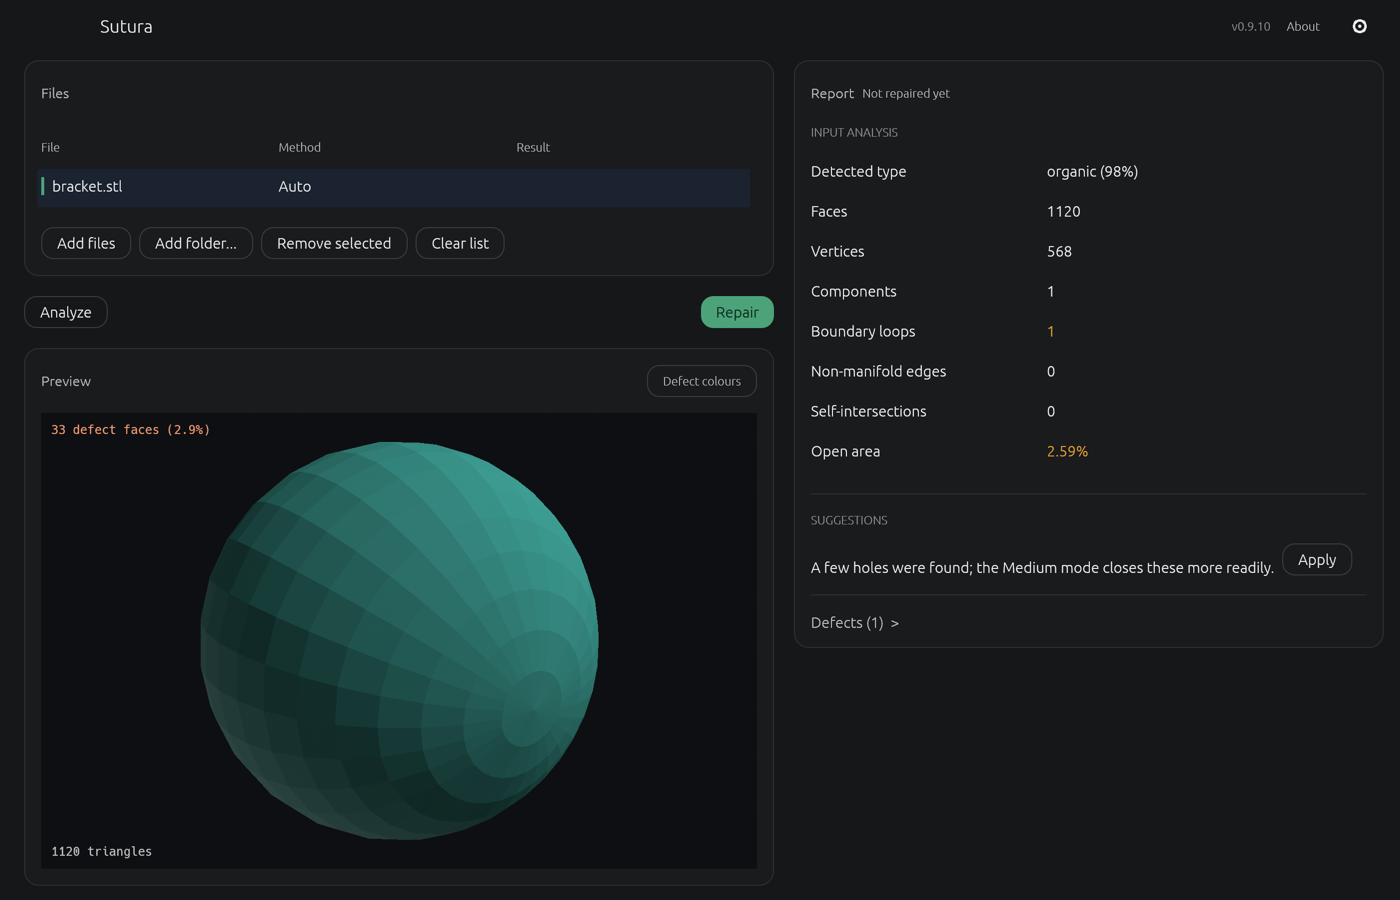 Sutura
v0.9.10 About
Files
File Method Result
bracket.stl Auto
Add files Add folder... Remove selected Clear list
Analyze Repair
Preview Defect colours
33 defect faces (2.9%)
1120 triangles
Report Not repaired yet
INPUT ANALYSIS
Detected type organic (98%)
Faces 1120
Vertices 568
Components 1
Boundary loops 1
Non-manifold edges 0
Self-intersections 0
Open area 2.59%
SUGGESTIONS
A few holes were found; the Medium mode closes these more readily. Apply
Defects (1) >